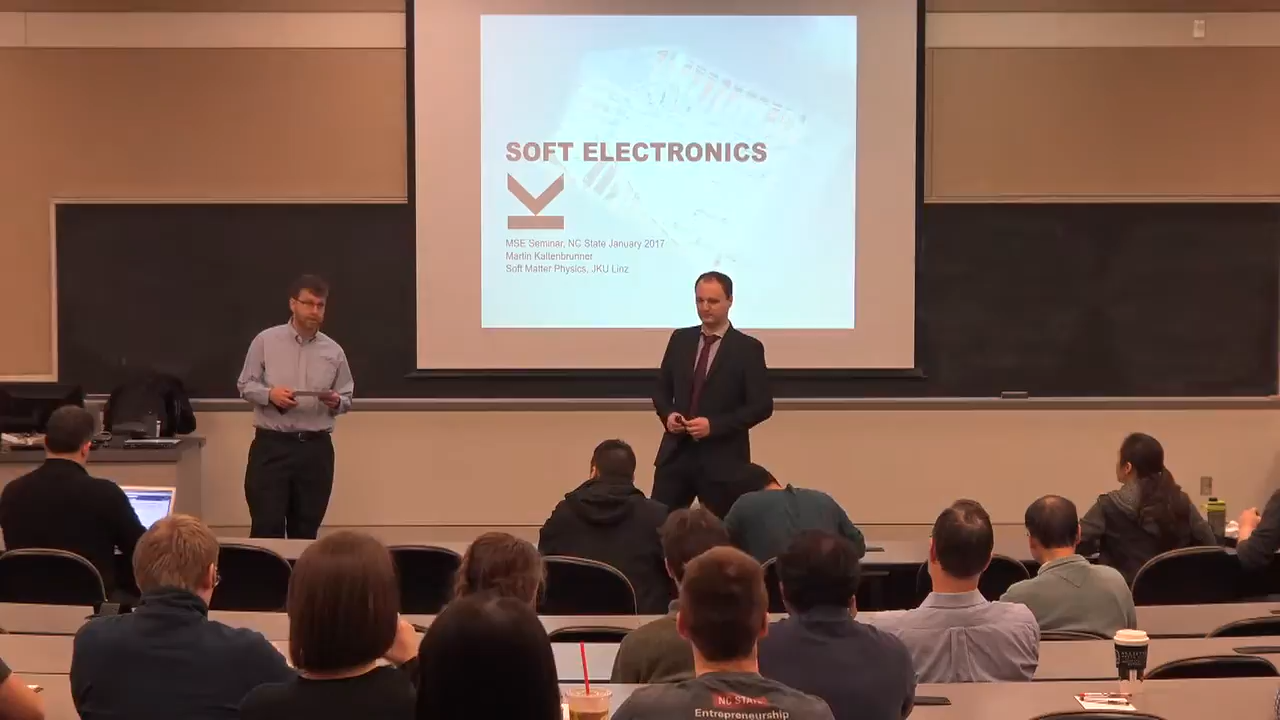 SOFT ELECTRONICS
MSE Seminar, NC State January 2017
Martin Kaltenbrunner
Soft Matter Physics, JKU Linz
NC STATE
Entrepreneurship